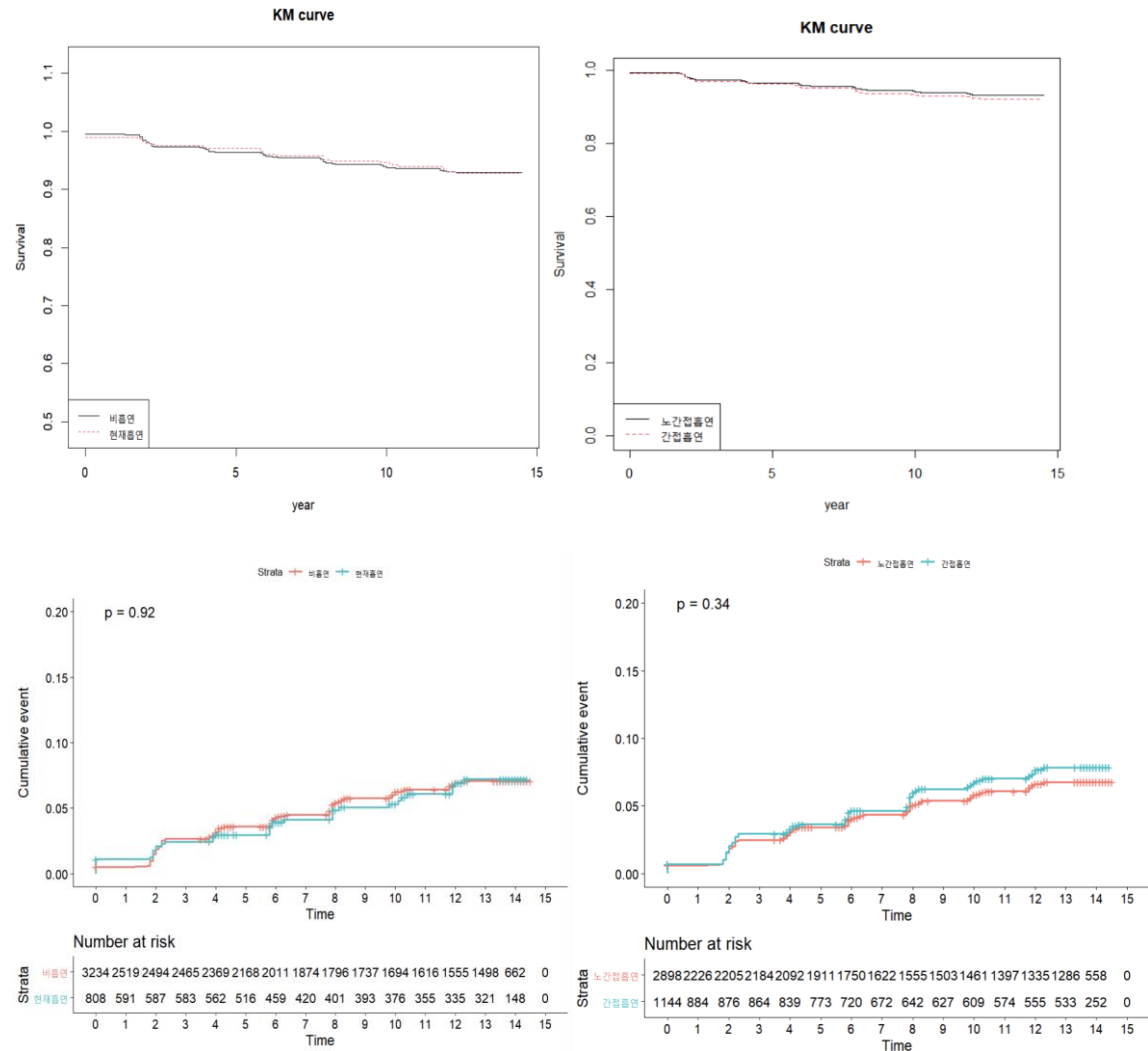 KM curve
1.1
1.0
0.9
0.8
0.7
0.6
0.5
Survival
비흡연
현재흡연
0 5 10 15
year
KM curve
1.0
0.8
0.6
0.4
0.2
0.0
Survival
노간접흡연
간접흡연
0 5 10 15
year
Strata 비흡연 현재흡연
p = 0.92
0.20
0.15
0.10
0.05
0.00
Cumulative event
0 1 2 3 4 5 6 7 8 9 10 11 12 13 14 15
Time
Number at risk
Strata
비흡연 3234 2519 2494 2465 2369 2168 2011 1874 1796 1737 1694 1616 1555 1498 662 0
현재흡연 808 591 587 583 562 516 459 420 401 393 376 355 335 321 148 0
0 1 2 3 4 5 6 7 8 9 10 11 12 13 14 15
Time
Strata 노간접흡연 간접흡연
p = 0.34
0.20
0.15
0.10
0.05
0.00
Cumulative event
0 1 2 3 4 5 6 7 8 9 10 11 12 13 14 15
Time
Number at risk
Strata
노간접흡연 2898 2226 2205 2184 2092 1911 1750 1622 1555 1503 1461 1397 1335 1286 558 0
간접흡연 1144 884 876 864 839 773 720 672 642 627 609 574 555 533 252 0
0 1 2 3 4 5 6 7 8 9 10 11 12 13 14 15
Time